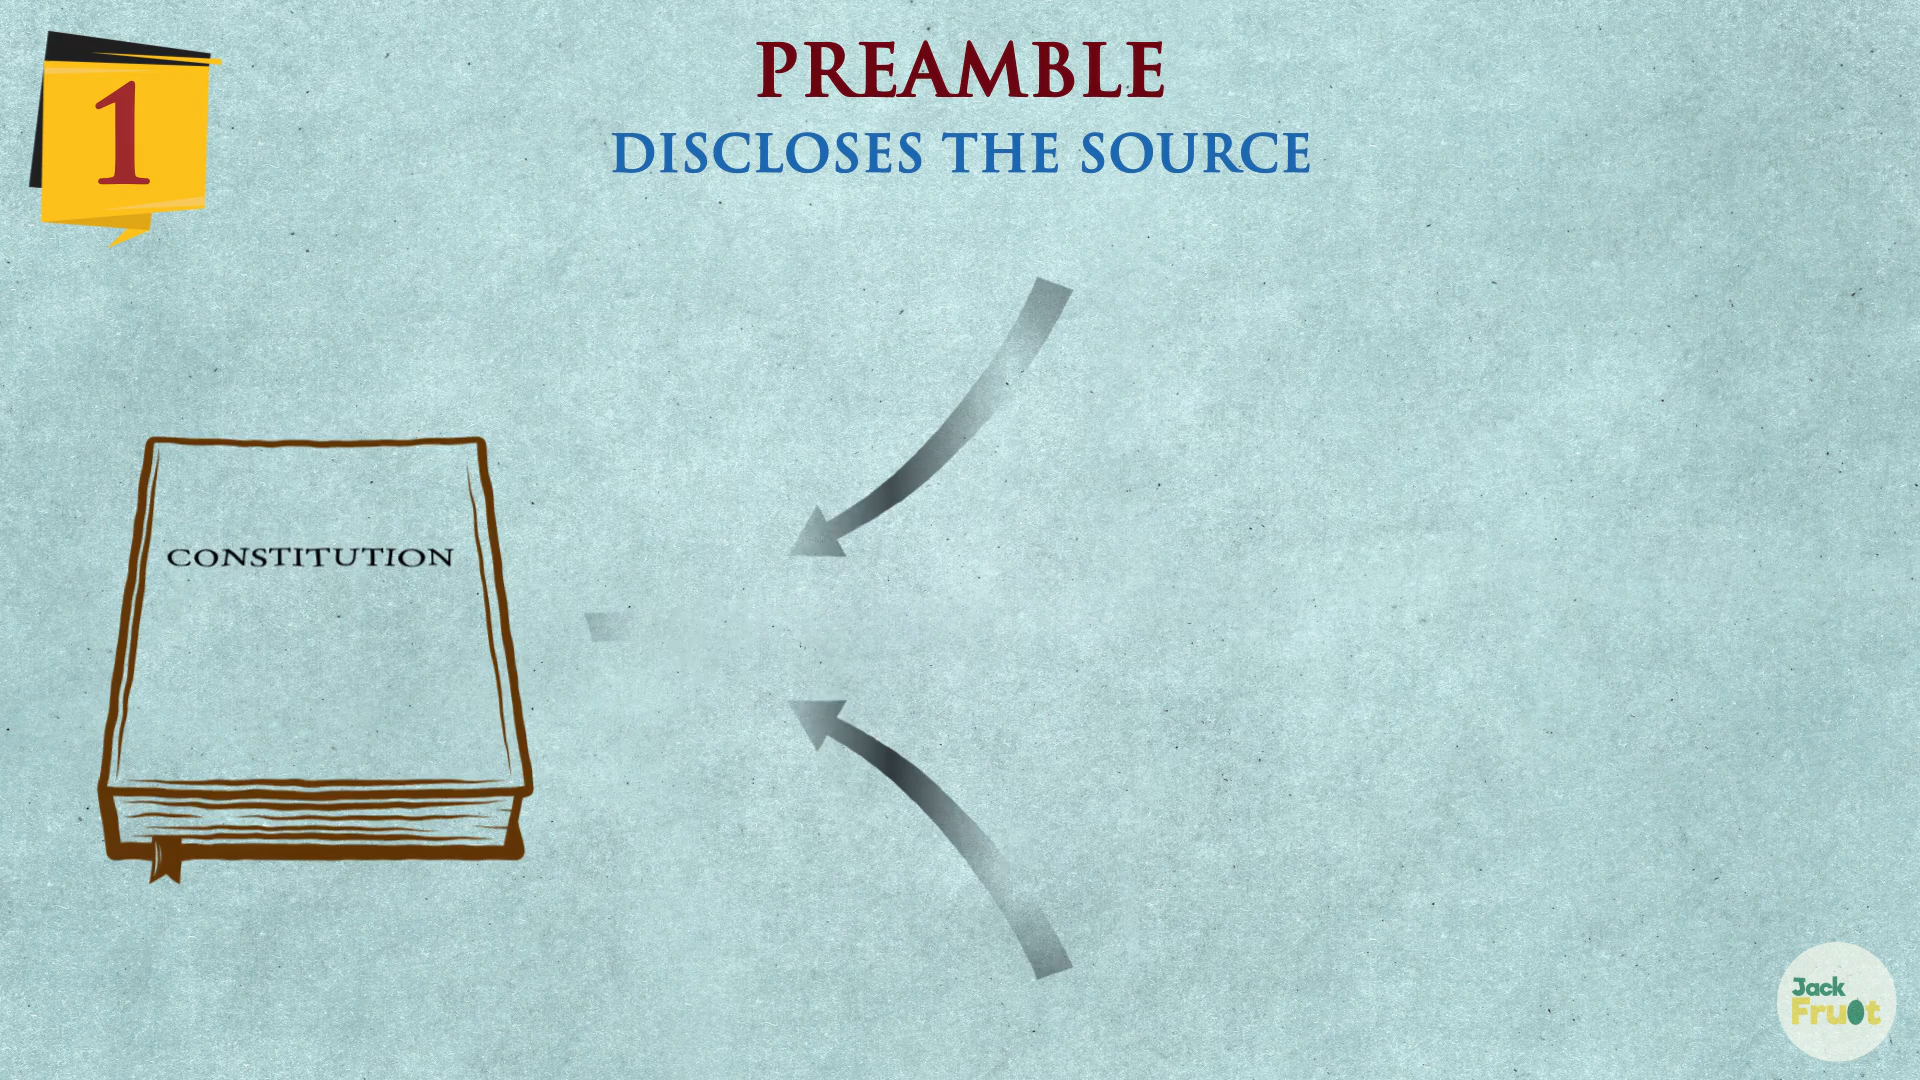 1
PREAMBLE
DISCLOSES THE SOURCE
CONSTITUTION
Jack
Fruit